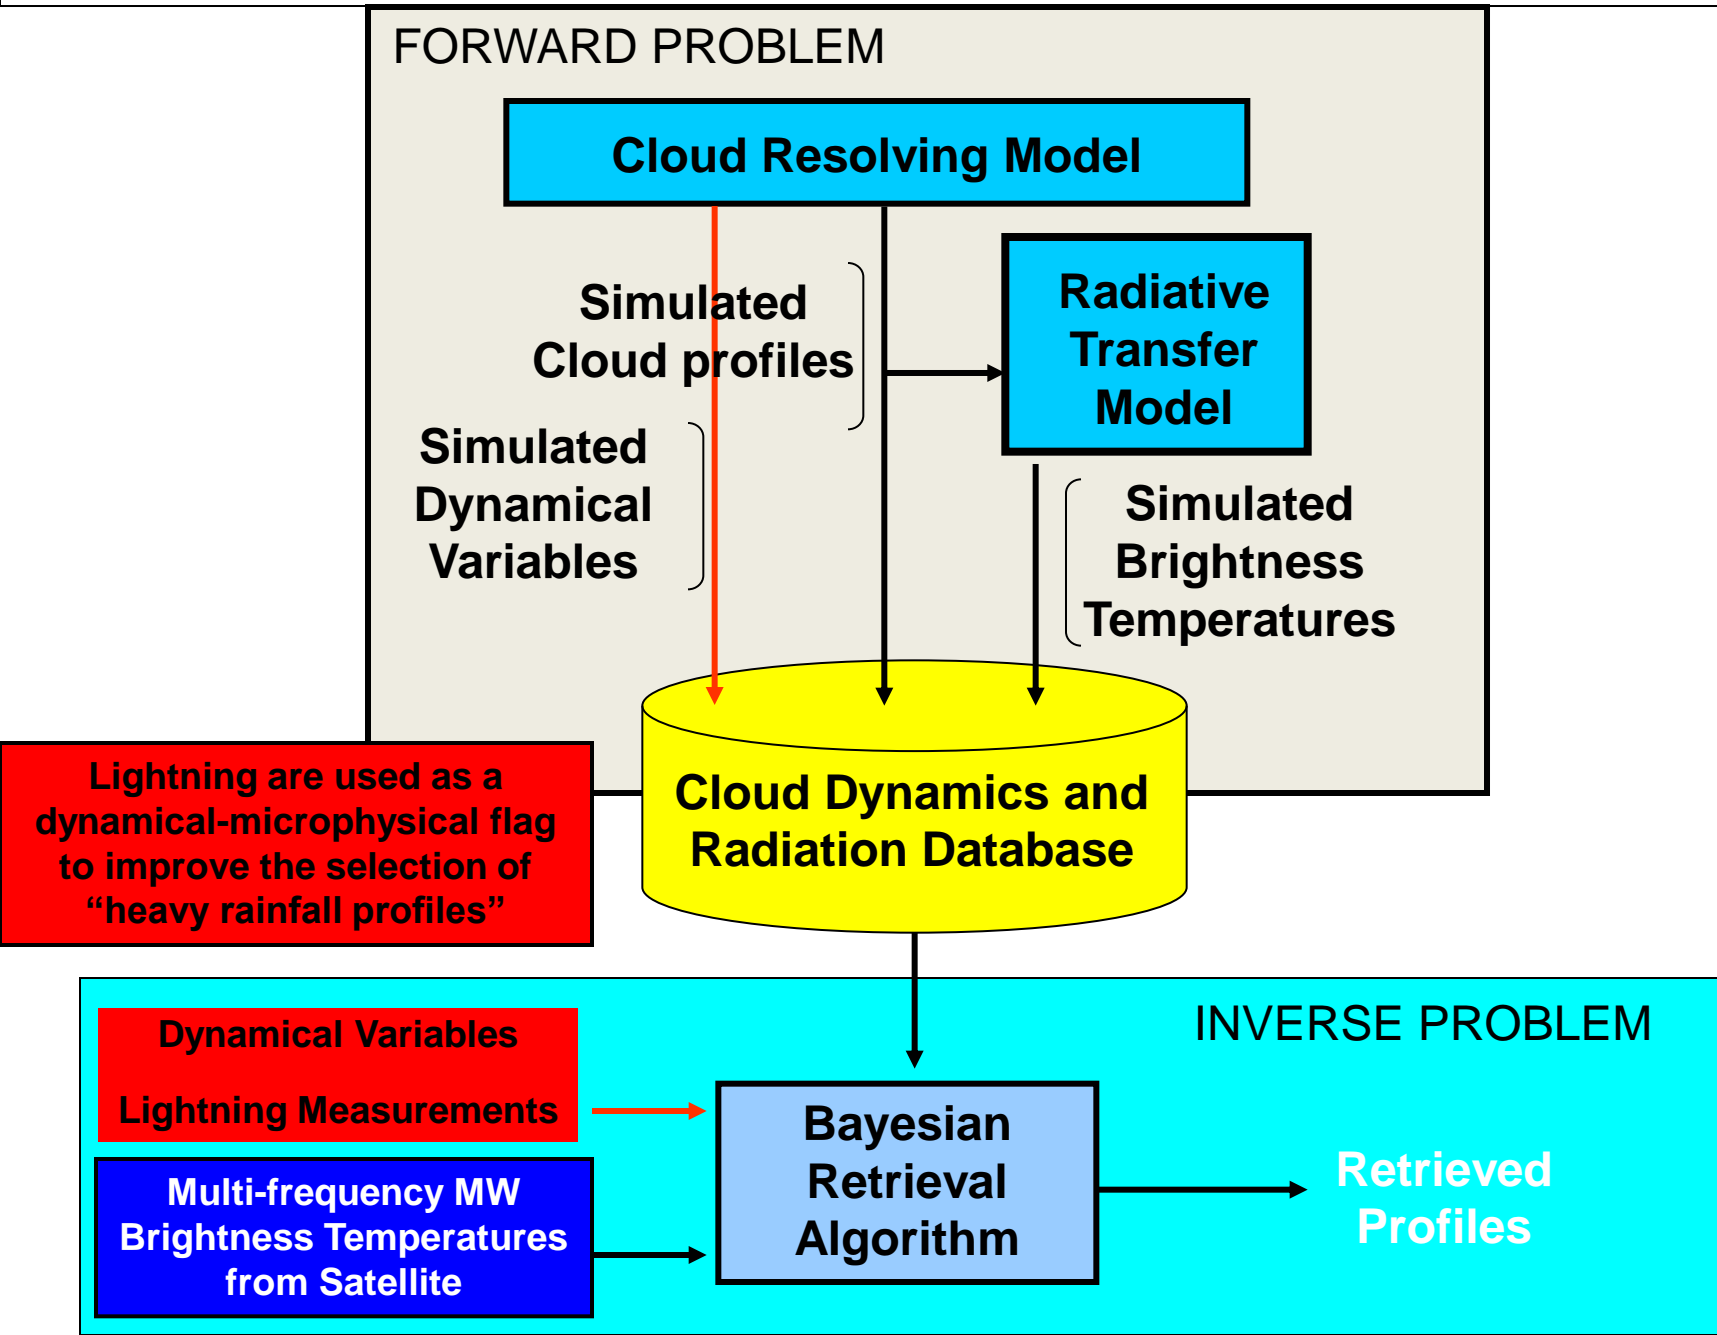 FORWARD PROBLEM
Cloud Resolving Model
Simulated
Cloud profiles
Radiative
Transfer
Model
Simulated
Dynamical
Variables
Simulated
Brightness
Temperatures
Lightning are used as a
dynamical-microphysical flag
to improve the selection of
“heavy rainfall profiles”
Cloud Dynamics and
Radiation Database
INVERSE PROBLEM
Dynamical Variables
Lightning Measurements
Multi-frequency MW
Brightness Temperatures
from Satellite
Bayesian
Retrieval
Algorithm
Retrieved
Profiles